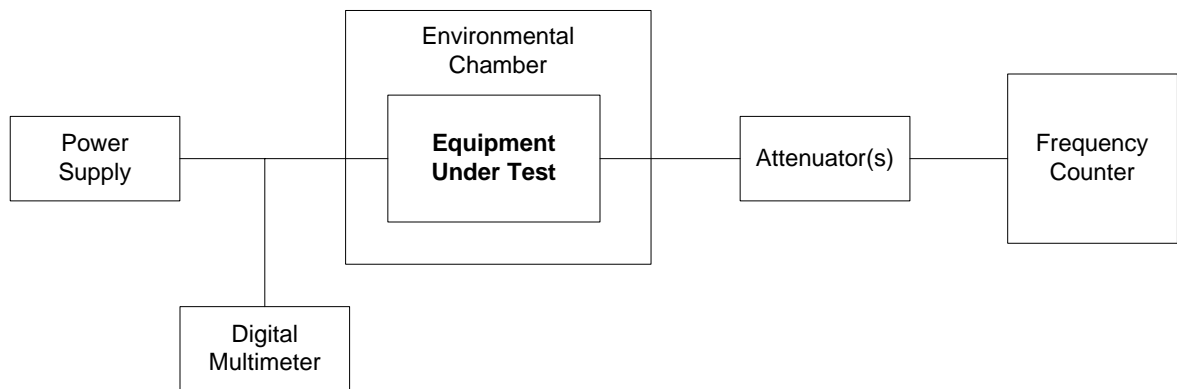 Environmental
Chamber
Power
Supply
Equipment
Under Test
Attenuator(s)
Frequency
Counter
Digital
Multimeter